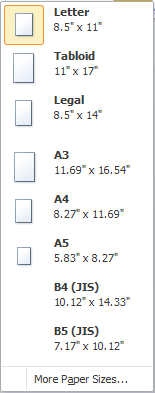 Letter
8.5" x 11"
Tabloid
11" x 17"
Legal
8.5" x 14"
A3
11.69" x 16.54"
A4
8.27" x 11.69"
A5
5.83" x 8.27"
B4 (JIS)
10.12" x 14.33"
B5 (JIS)
7.17" x 10.12"
More Paper Sizes...